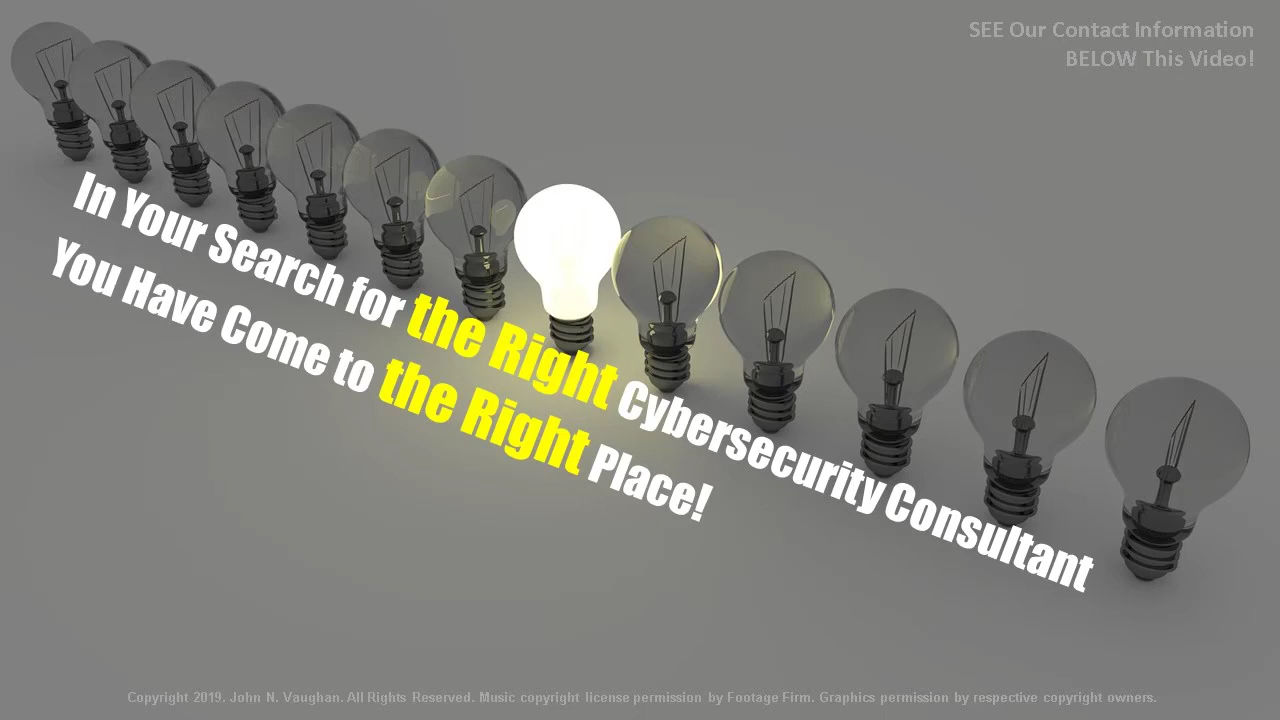 SEE Our Contact Information
BELOW This Video!
In Your Search for the Right Cybersecurity Consultant
You Have Come to the Right Place!
Copyright 2019. John N. Vaughan. All Rights Reserved. Music copyright license permission by Footage Firm. Graphics permission by respective copyright owners.